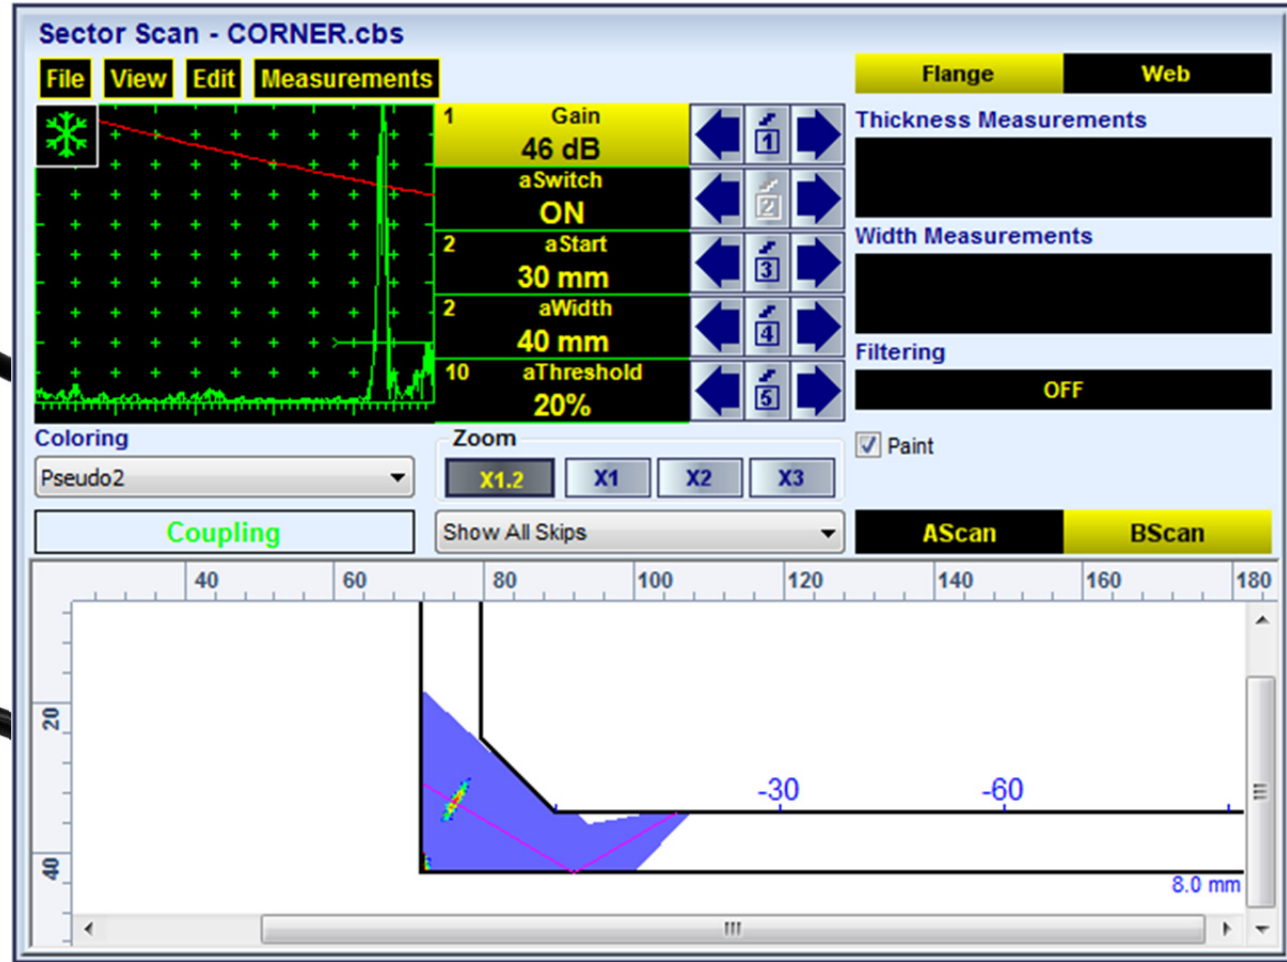 Sector Scan - CORNER.cbs
File View Edit Measurements
Flange Web
1 Gain
46 dB
1
aSwitch
ON
2
2 aStart
30 mm
3
2 aWidth
40 mm
4
10 aThreshold
20%
5
Thickness Measurements
Width Measurements
Filtering
OFF
Paint
Coloring
Pseudo2
Zoom
X1.2 X1 X2 X3
Coupling
Show All Skips
AScan BScan
40 60 80 100 120 140 160 180
20
40
-30 -60
8.0 mm